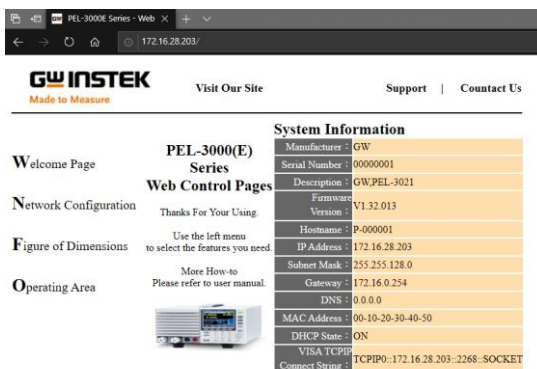 PEL-3000E Series - Web
172.16.28.203/
GWINSTEK
Made to Measure
Visit Our Site
Support | Countact Us
Welcome Page
Network Configuration
Figure of Dimensions
Operating Area
PEL-3000(E)
Series
Web Control Pages
Thanks For Your Using.
Use the left menu
to select the features you need.
More How-to
Please refer to user manual.
System Information
Manufacturer : GW
Serial Number : 00000001
Description : GW,PEL-3021
Firmware
Version : V1.32.013
Hostname : P-000001
IP Address : 172.16.28.203
Subnet Mask : 255.255.128.0
Gateway : 172.16.0.254
DNS : 0.0.0.0
MAC Address : 00-10-20-30-40-50
DHCP State : ON
VISA TCPIP
Connect String : TCPIP0::172.16.28.203::2268::SOCKET